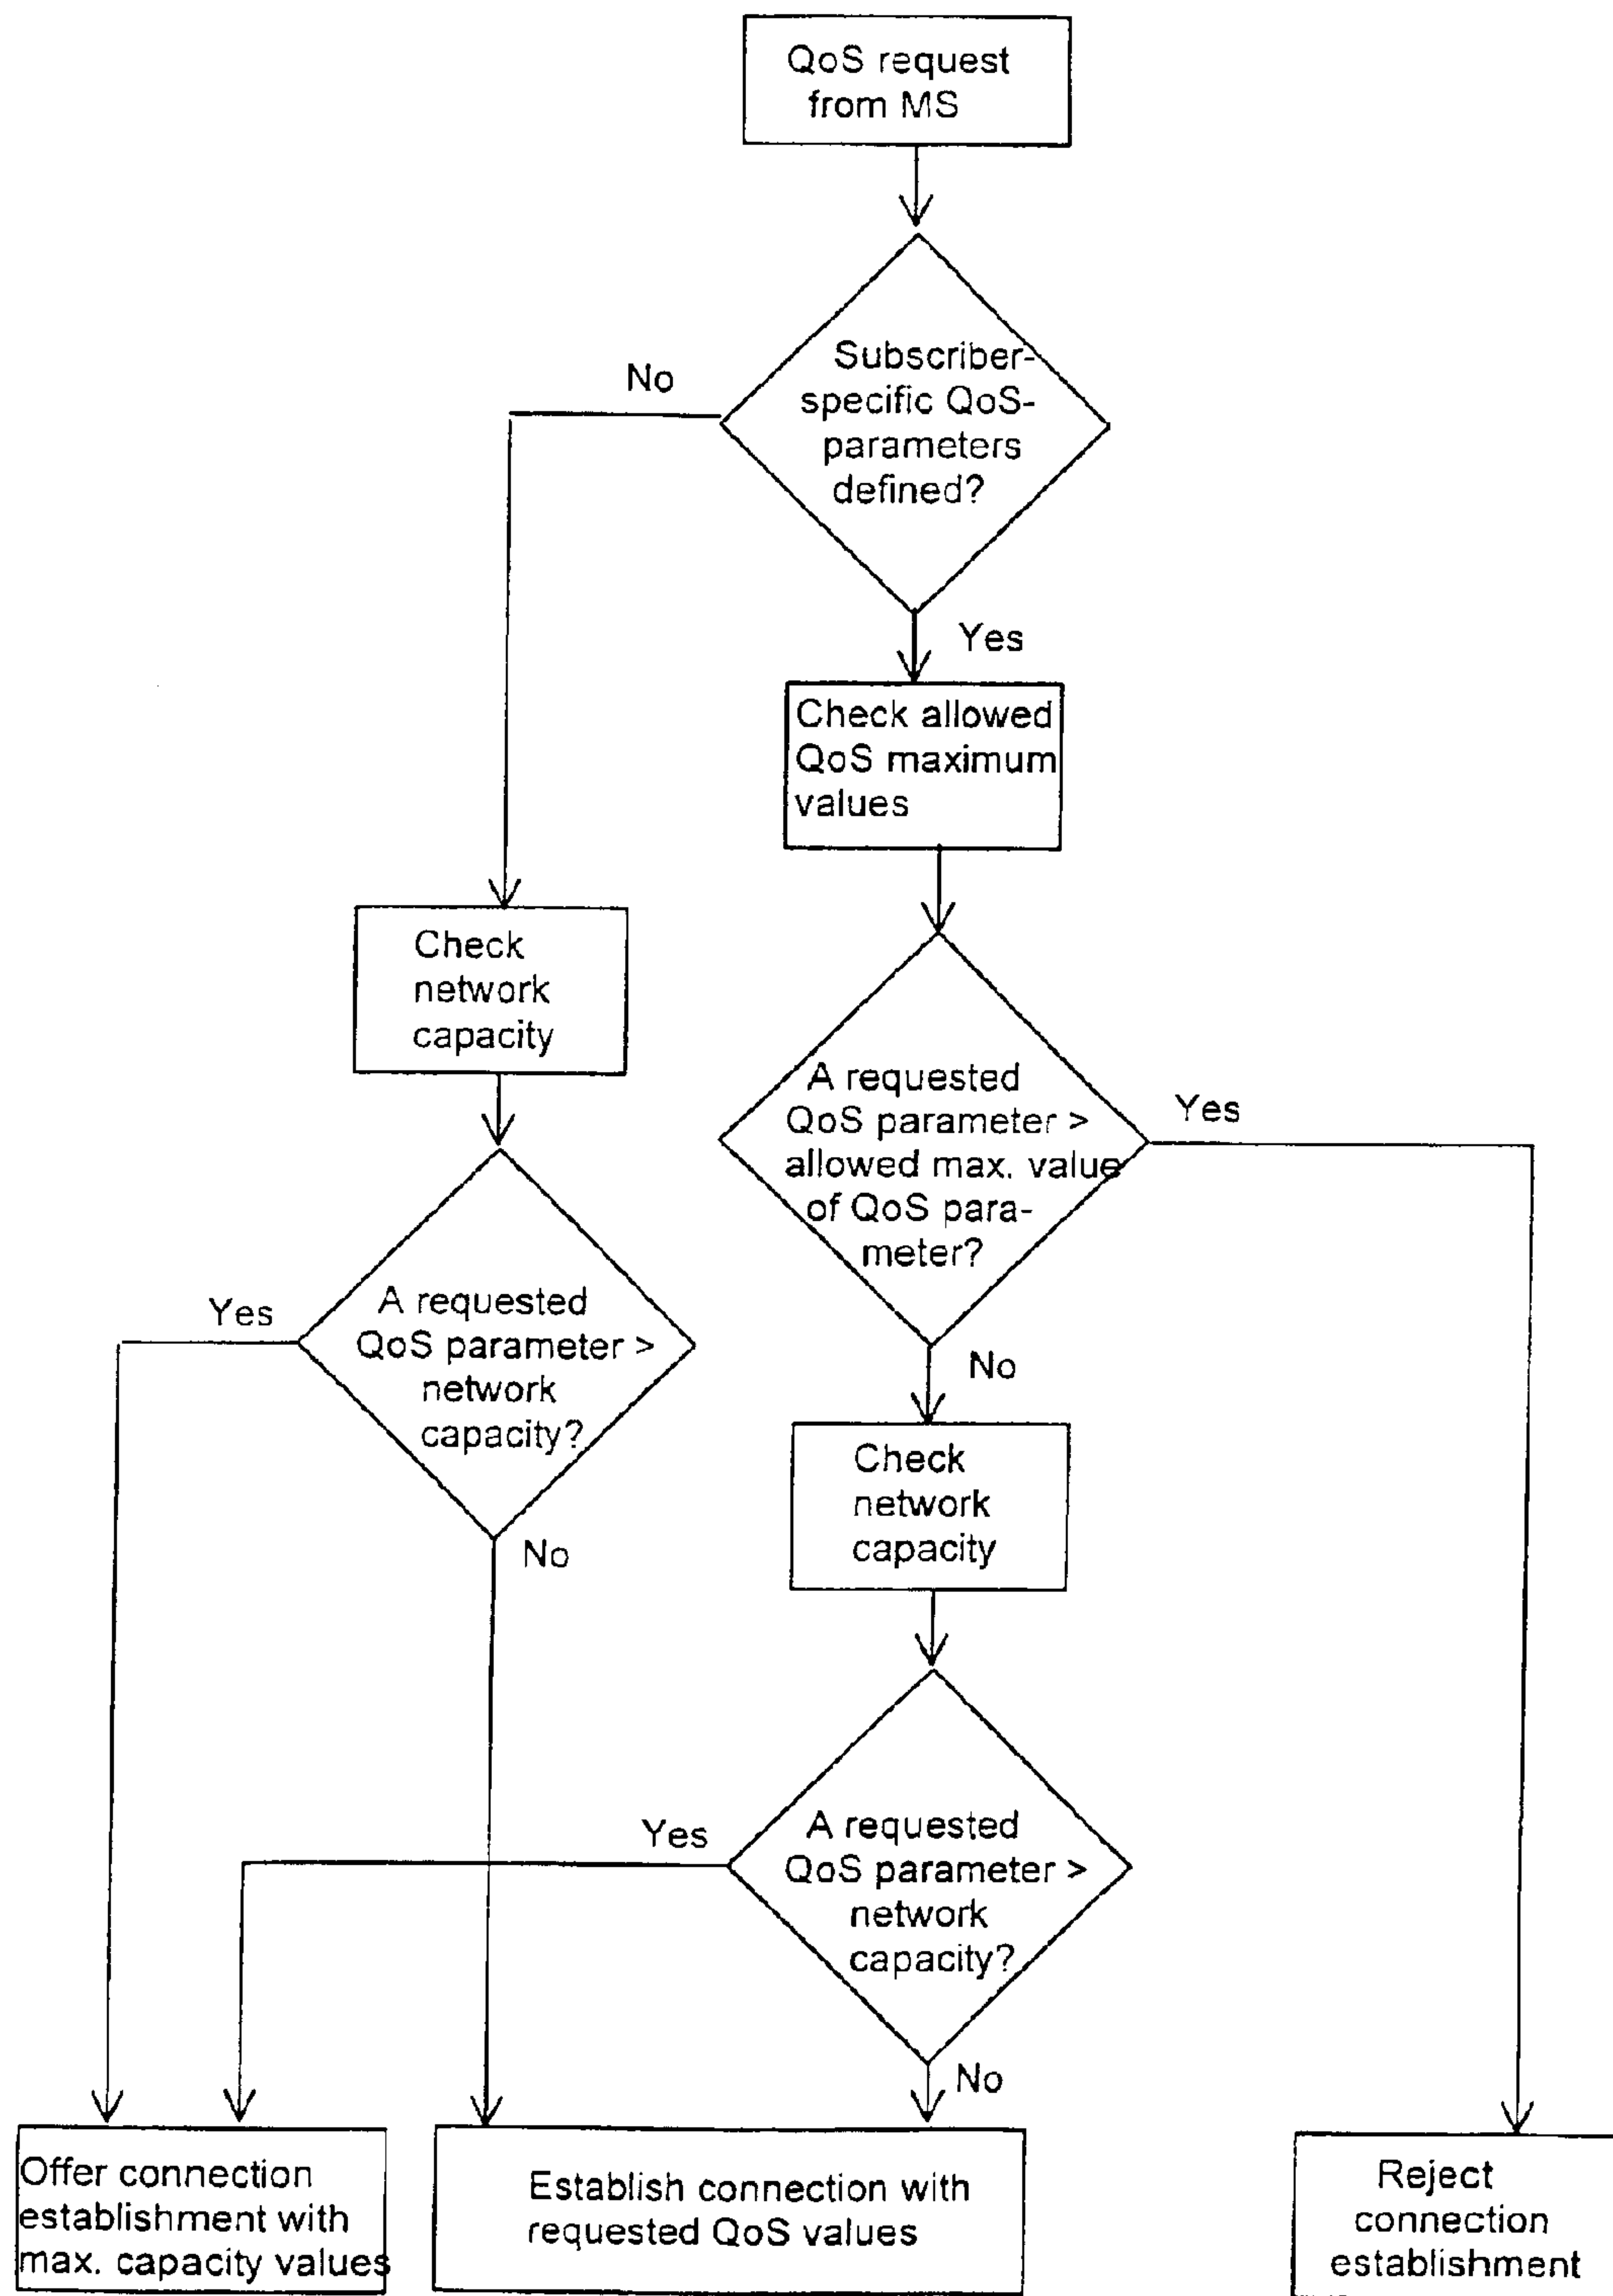 QoS request
from MS
No
Subscriber-
specific QoS-
parameters
defined?
Yes
Check allowed
QoS maximum
values
Check
network
capacity
A requested
QoS parameter >
allowed max. value
of QoS para-
meter?
Yes
Yes
A requested
QoS parameter >
network
capacity?
No
No
Check
network
capacity
Yes
A requested
QoS parameter >
network
capacity?
No
Offer connection
establishment with
max. capacity values
Establish connection with
requested QoS values
Reject
connection
establishment